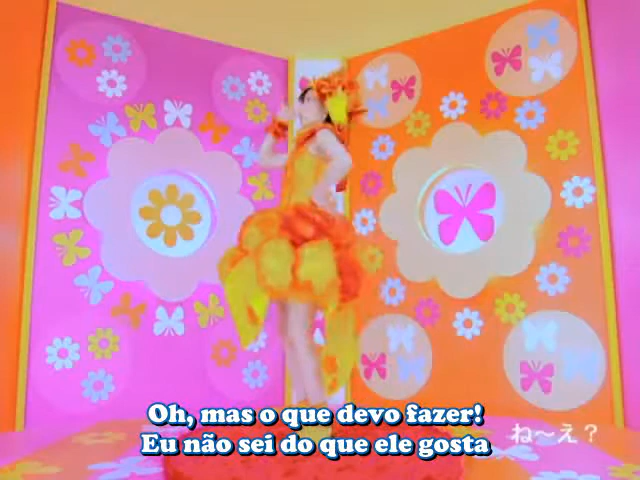 Oh, mas o que devo fazer!
Eu não sei do que ele gosta
ね〜え？